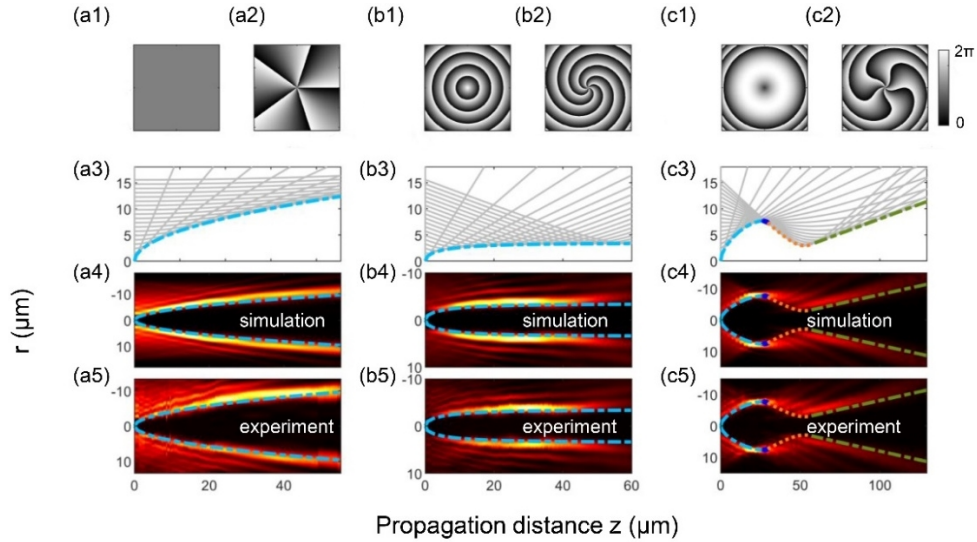 (a1) (a2) (b1) (b2) (c1) (c2)
2π
0
(a3) (b3) (c3)
15 15 15
10 10 10
5 5 5
0 0 0
(a4) (b4) (c4)
-10 -10 -10
0 simulation 0 simulation 0 simulation
10 10 10
15
r (μm)
(a5) (b5) (c5)
-10 -10
0 experiment 0 experiment 0 experiment
10 10 10
15
0 20 40 0 20 40 60 0 50 100
Propagation distance z (μm)